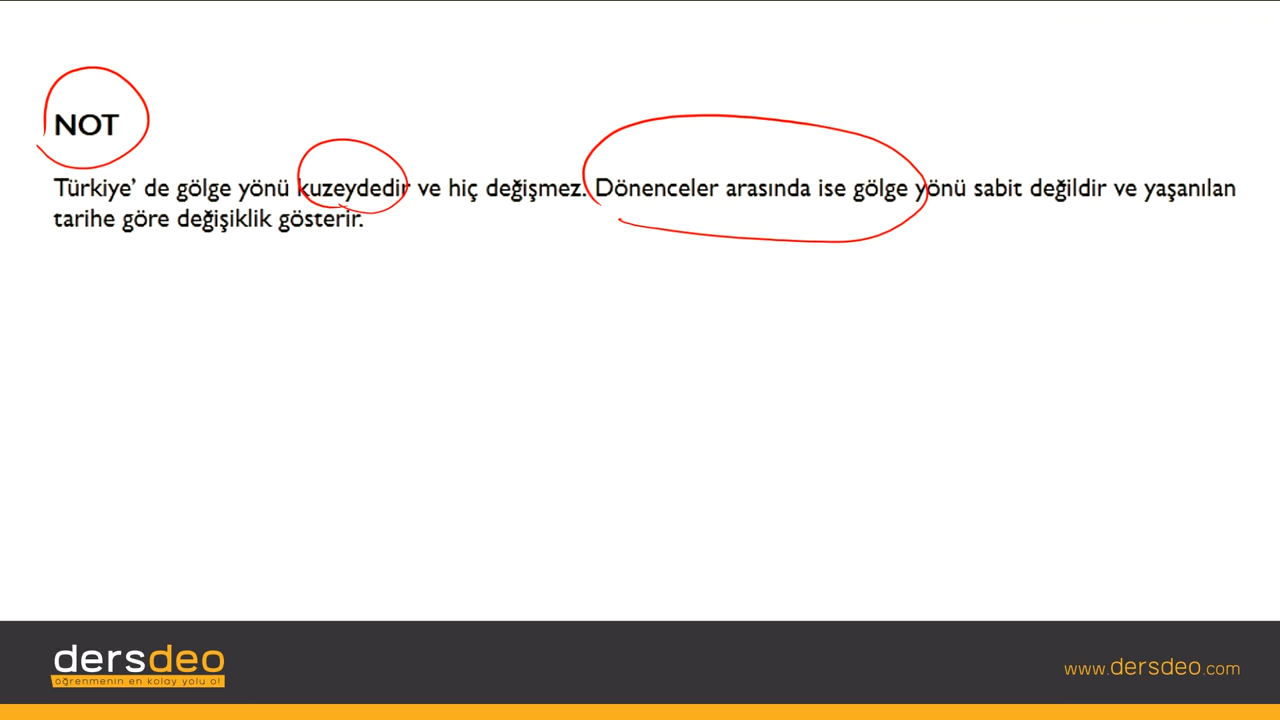 NOT
Türkiye’ de gölge yönü kuzeydedir ve hiç değişmez. Dönenceler arasında ise gölge yönü sabit değildir ve yaşanılan
tarihe göre değişiklik gösterir.
dersdeo
öğrenmenin en kolay yolu o!
www.dersdeo.com